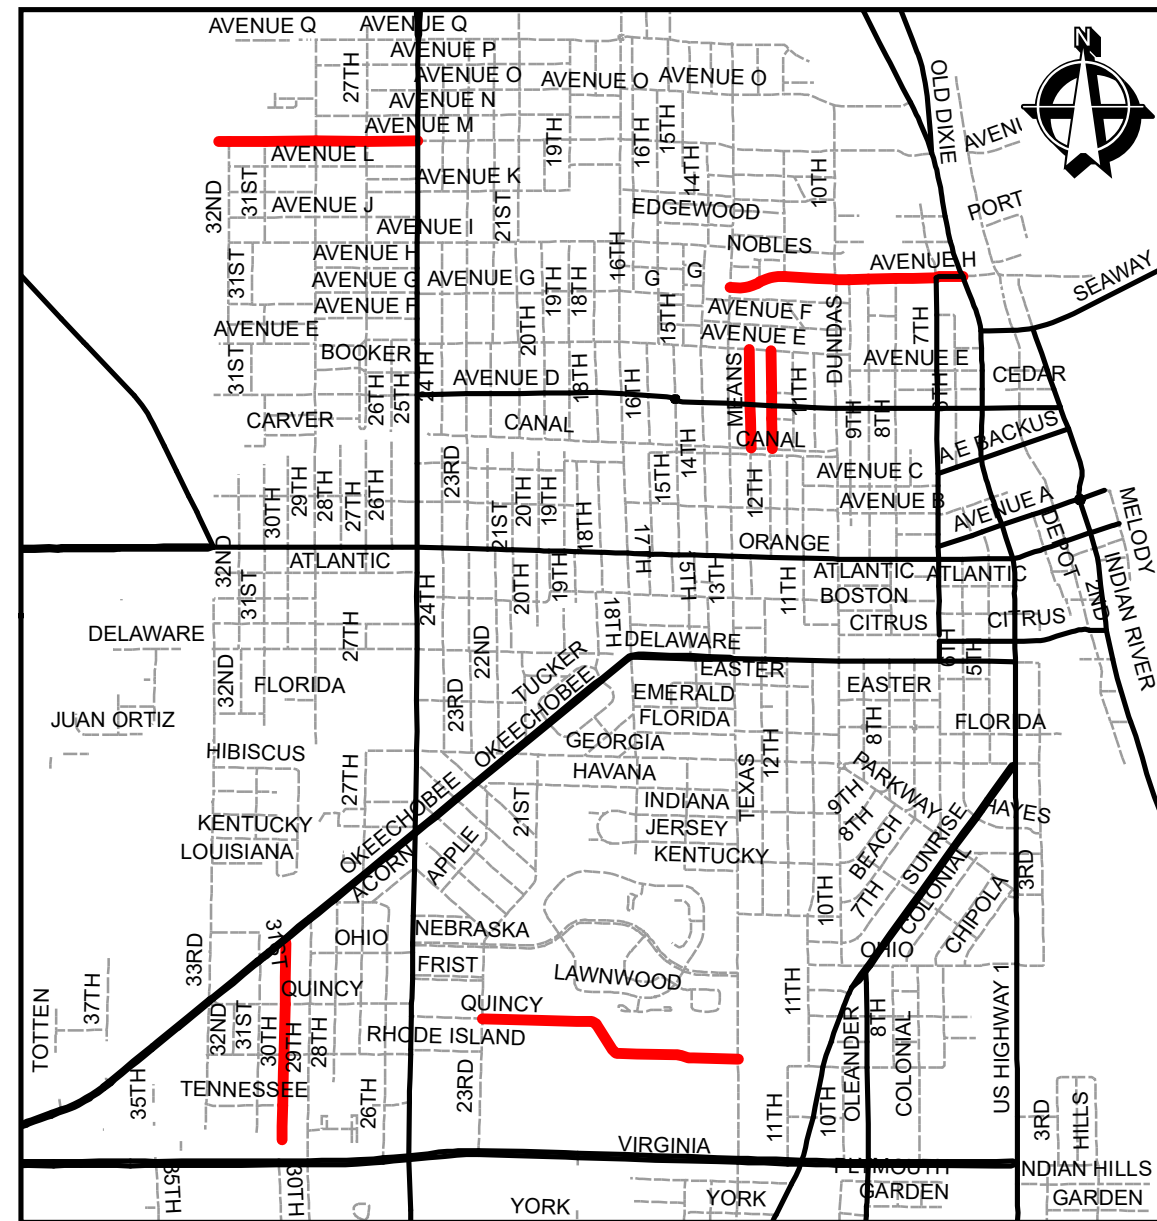 AVENUE Q
AVENUE Q
N
27TH
AVENUE P
AVENUE O
AVENUE O
AVENUE O
OLD DIXIE
AVENUE N
AVENUE M
19TH
16TH
15TH
14TH
AVENI
AVENUE L
AVENUE K
32ND
31ST
10TH
AVENUE J
21ST
EDGEWOOD
PORT
AVENUE I
NOBLES
AVENUE H
16TH
AVENUE H
31ST
AVENUE G
AVENUE G
19TH
18TH
G
G
SEAWAY
AVENUE F
15TH
AVENUE F
DUNDAS
7TH
AVENUE E
20TH
AVENUE E
BOOKER
AVENUE E
31ST
24TH
AVENUE D
18TH
16TH
MEANS
11TH
CEDAR
26TH
25TH
CARVER
CANAL
CANAL
9TH
8TH
A E BACKUS
23RD
15TH
14TH
AVENUE C
30TH
29TH
28TH
27TH
26TH
21ST
20TH
19TH
18TH
12TH
AVENUE B
AVENUE A
MELODY
DEPOT
17TH
ORANGE
32ND
ATLANTIC
ATLANTIC
ATLANTIC
31ST
24TH
20TH
19TH
13TH
11TH
BOSTON
2ND
INDIAN RIVER
CITRUS
CITRUS
DELAWARE
27TH
18TH
DELAWARE
22ND
6TH
5TH
TUCKER
EASTER
EASTER
32ND
FLORIDA
EMERALD
23RD
OKEECHOBEE
JUAN ORTIZ
FLORIDA
8TH
FLORIDA
GEORGIA
HIBISCUS
12TH
HAVANA
27TH
TEXAS
PARKWAY
INDIANA
9TH
HAYES
KENTUCKY
OKEECHOBEE
21ST
JERSEY
8TH
SUNRISE
LOUISIANA
ACORN
APPLE
KENTUCKY
BEACH
COLONIAL
3RD
10TH
7TH
CHIPOLA
31ST
OHIO
NEBRASKA
OHIO
33RD
FRIST
LAWNWOOD
11TH
37TH
QUINCY
QUINCY
US HIGHWAY 1
TOTTEN
32ND
31ST
30TH
29TH
28TH
RHODE ISLAND
OLEANDER
8TH
COLONIAL
35TH
TENNESSEE
26TH
23RD
11TH
10TH
3RD
HILLS
VIRGINIA
35TH
30TH
NDIAN HILLS
YORK
YORK
GARDEN
GARDEN